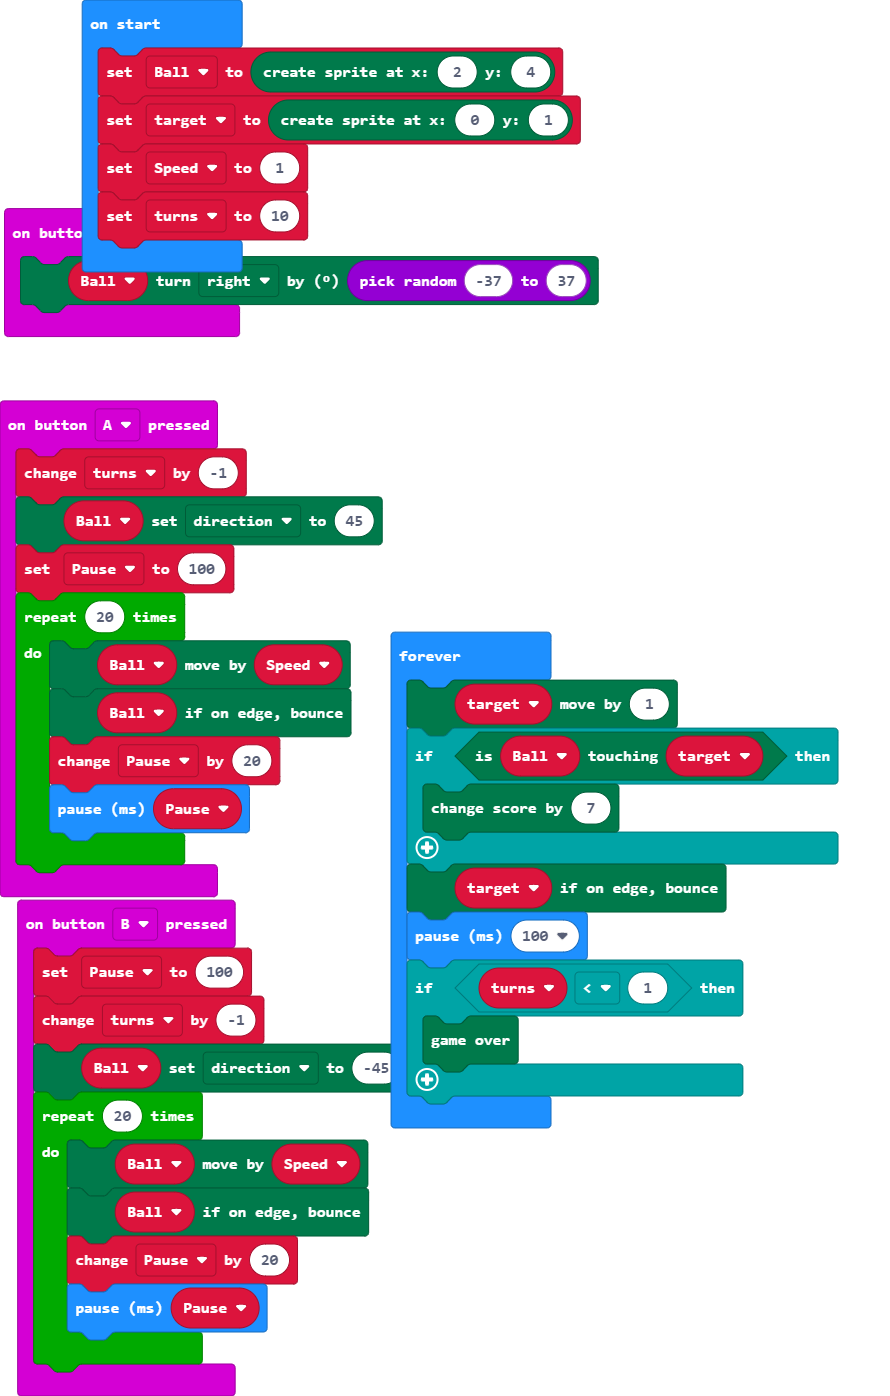 on start
set Ball to create sprite at x: 2 y: 4
set target to create sprite at x: 0 y: 1
set Speed to 1
set turns to 10
on butto
Ball turn right by (º) pick random -37 to 37
on button A pressed
change turns by -1
Ball set direction to 45
set Pause to 100
repeat 20 times
do
Ball move by Speed
Ball if on edge, bounce
change Pause by 20
pause (ms) Pause
on button B pressed
set Pause to 100
change turns by -1
Ball set direction to -45
repeat 20 times
do
Ball move by Speed
Ball if on edge, bounce
change Pause by 20
pause (ms) Pause
forever
target move by 1
if is Ball touching target then
change score by 7
target if on edge, bounce
pause (ms) 100
if turns < 1 then
game over